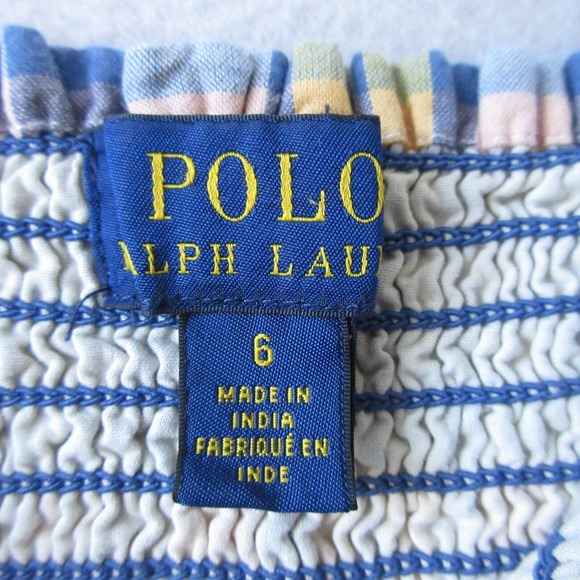 POLO
ALPH LAU
6
MADE IN
INDIA
FABRIQUÉ EN
INDE